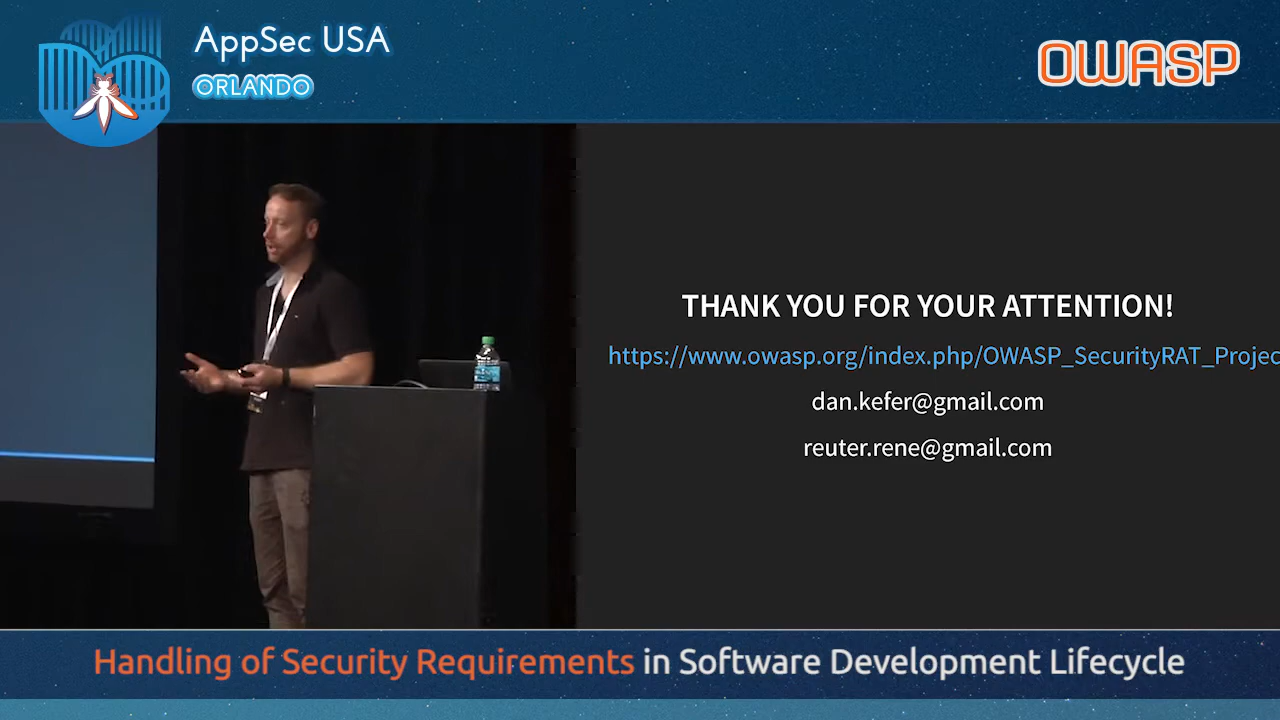 AppSec USA
ORLANDO
OWASP
THANK YOU FOR YOUR ATTENTION!
https://www.owasp.org/index.php/OWASP_SecurityRAT_Projec
dan.kefer@gmail.com
reuter.rene@gmail.com
Handling of Security Requirements in Software Development Lifecycle